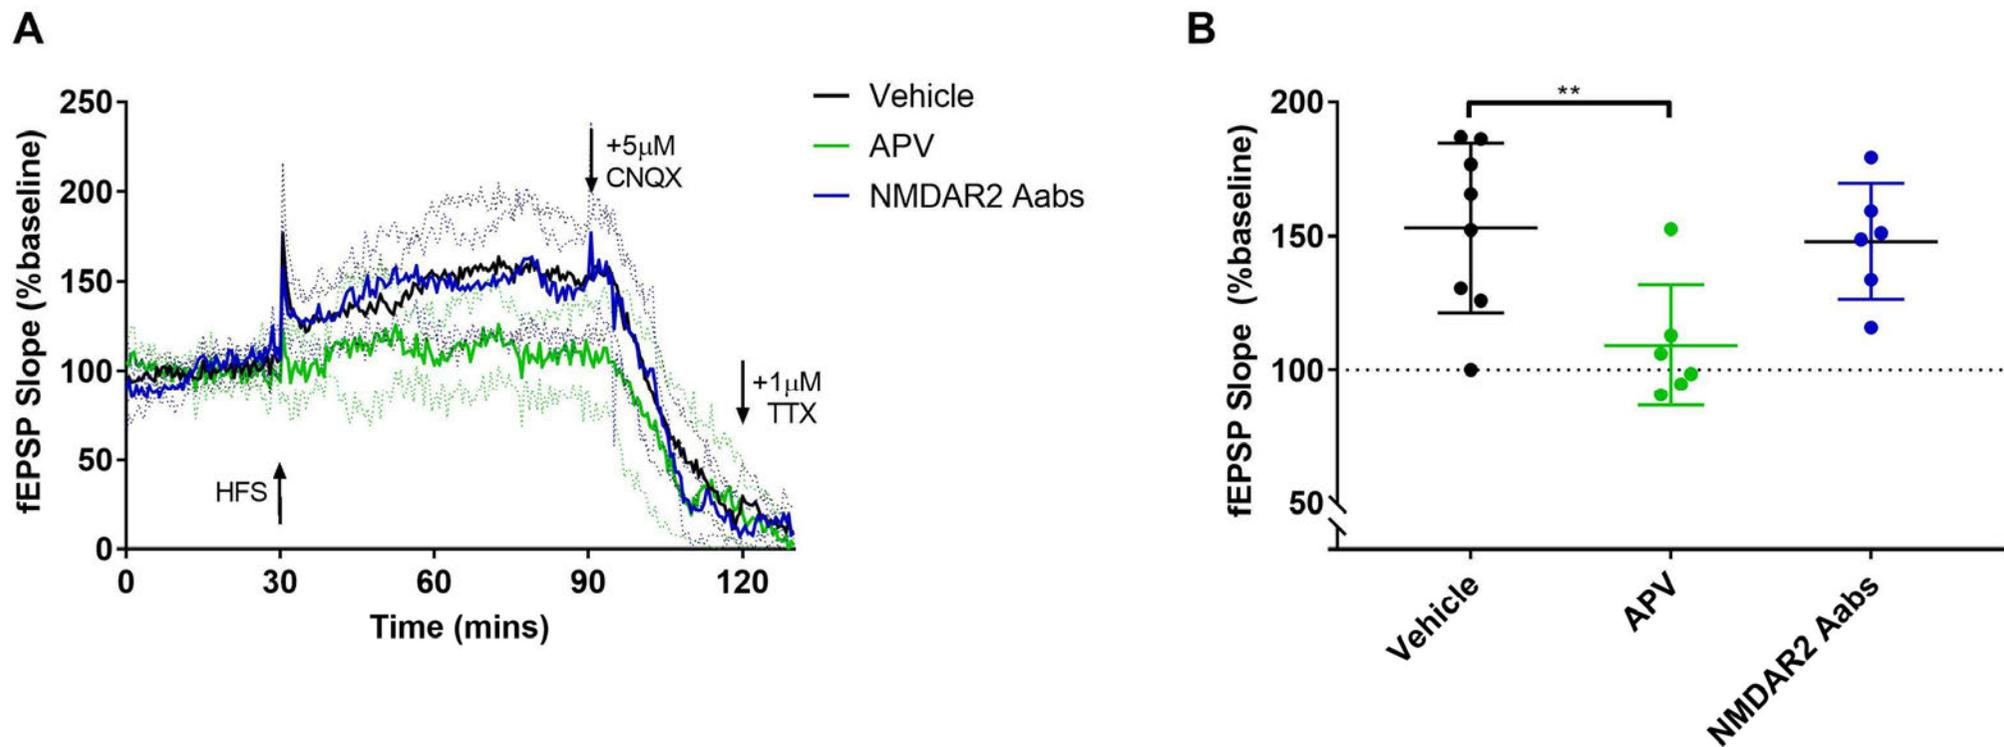 A
fEPSP Slope (%baseline)
250
200
150
100
50
0
0 30 60 90 120
Time (mins)
HFS
+5μM
CNQX
+1μM
TTX
Vehicle
APV
NMDAR2 Aabs
B
fEPSP Slope (%baseline)
200
150
100
50
**
Vehicle
APV
NMDAR2 Aabs